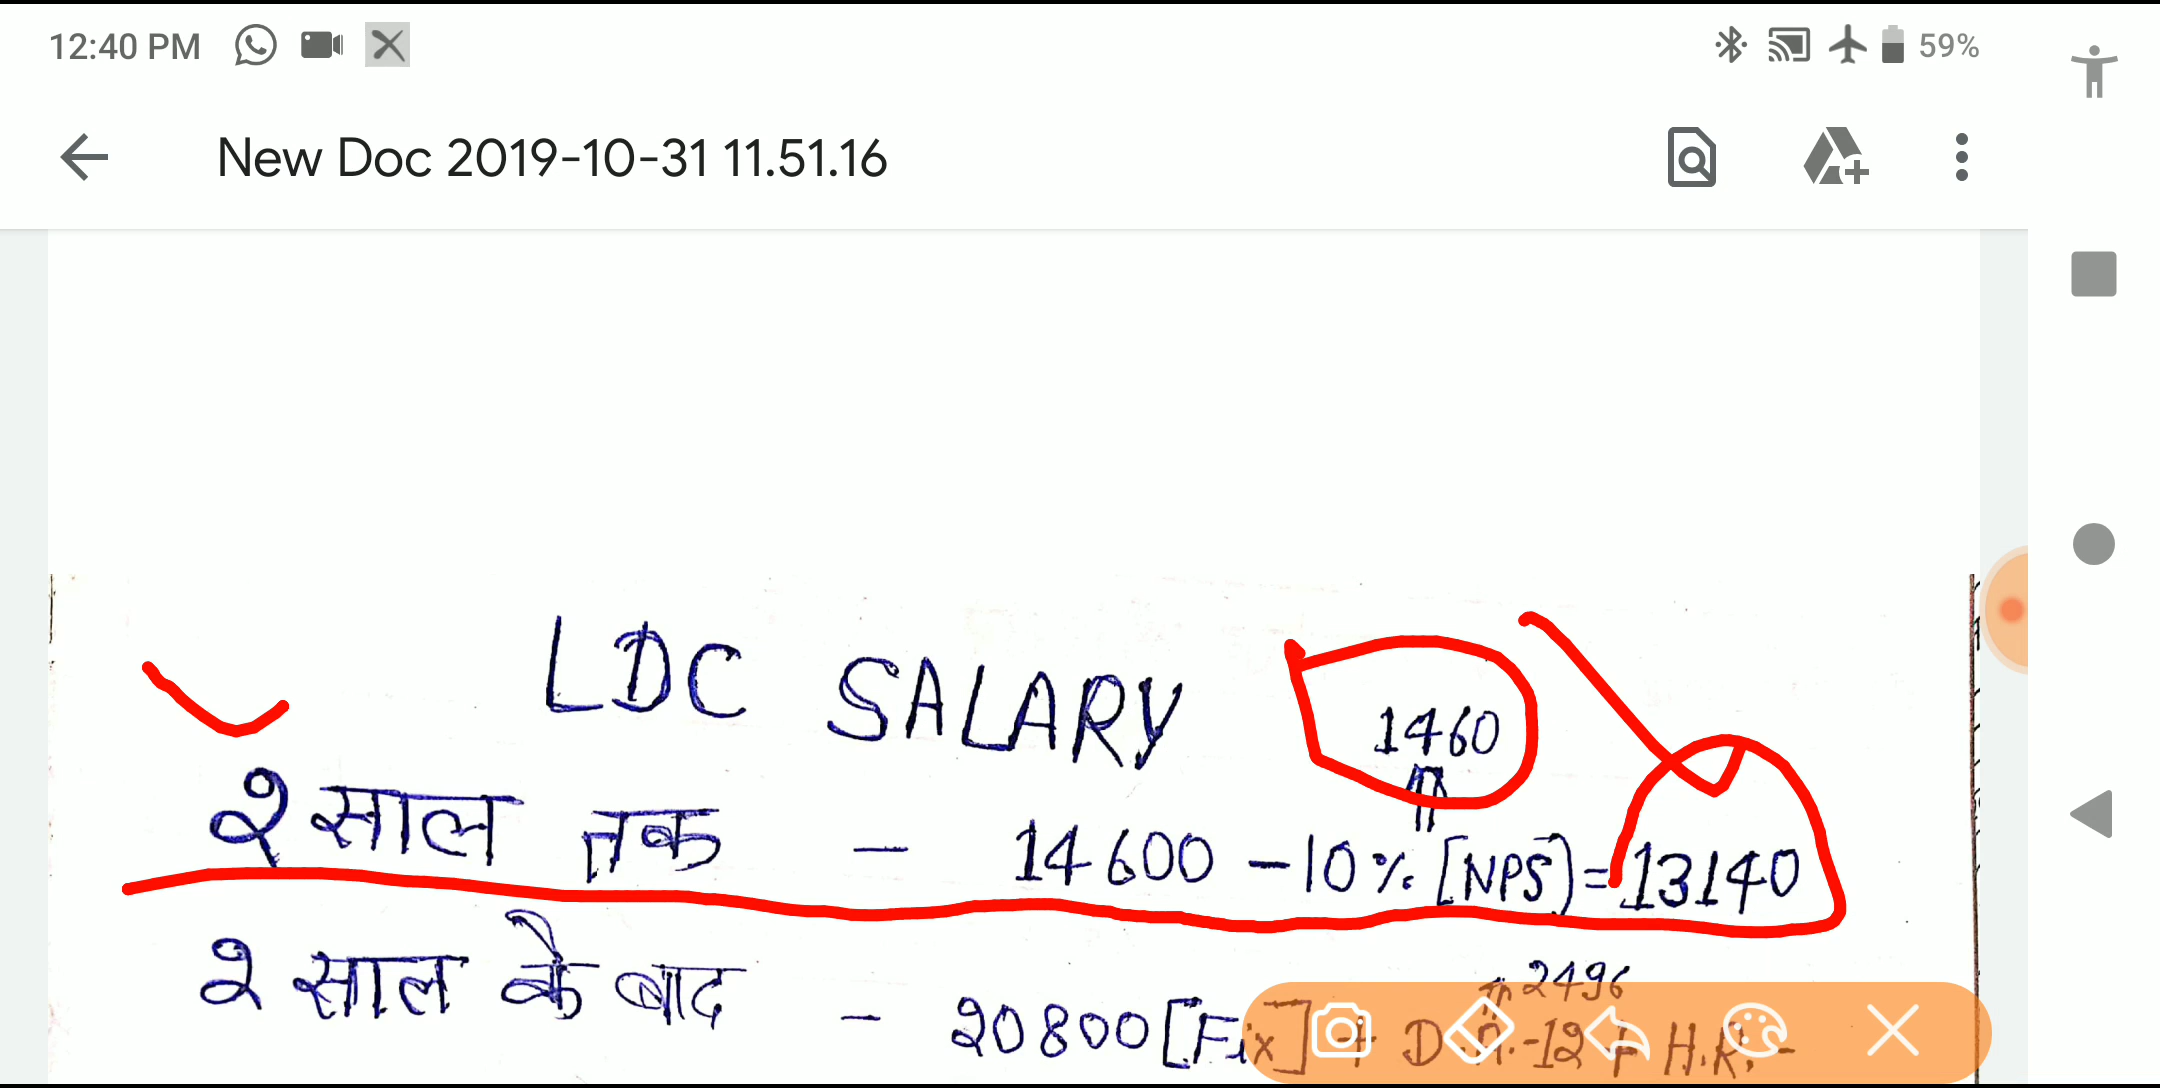 12:40 PM
59%
New Doc 2019-10-31 11.51.16
LDC SALARY
1460
२ साल तक - 14600 -10% [NPS) = 13140
2496
२ साल के बाद - 20800 [Fix] + D.A.-12 + H.R.-